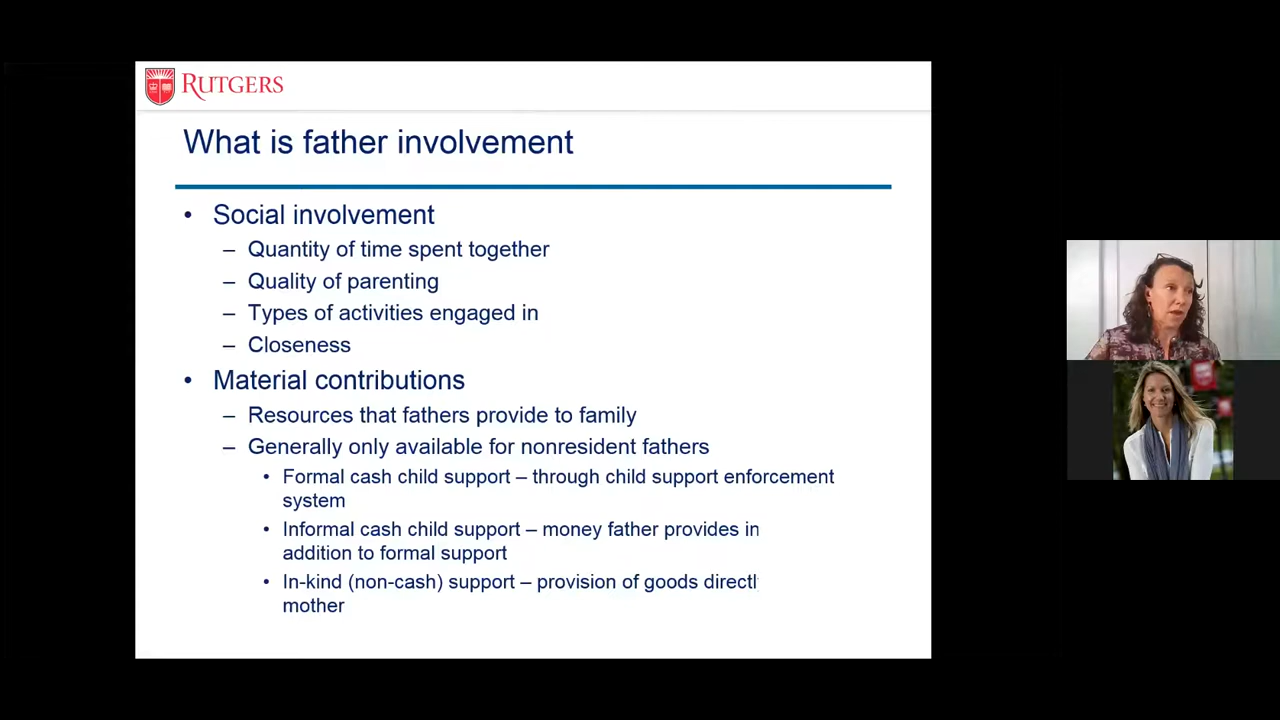 RUTGERS
What is father involvement
• Social involvement
– Quantity of time spent together
– Quality of parenting
– Types of activities engaged in
– Closeness
• Material contributions
– Resources that fathers provide to family
– Generally only available for nonresident fathers
• Formal cash child support – through child support enforcement
system
• Informal cash child support – money father provides in
addition to formal support
• In-kind (non-cash) support – provision of goods
mother